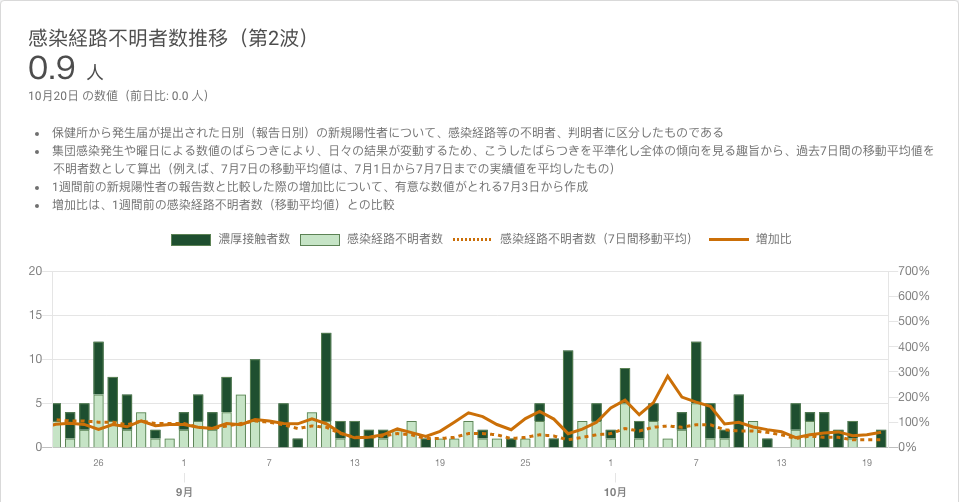 感染経路不明者数推移（第2波）
0.9 人
10月20日 の数値（前日比: 0.0 人）
• 保健所から発生届が提出された日別（報告日別）の新規陽性者について、感染経路等の不明者、判明者に区分したものである
• 集団感染発生や曜日による数値のばらつきにより、日々の結果が変動するため、こうしたばらつきを平準化し全体の傾向を見る趣旨から、過去7日間の移動平均値を
不明者数として算出（例えば、7月7日の移動平均値は、7月1日から7月7日までの実績値を平均したもの）
• 1週間前の新規陽性者の報告数と比較した際の増加比について、有意な数値がとれる7月3日から作成
• 増加比は、1週間前の感染経路不明者数（移動平均値）との比較
濃厚接触者数 感染経路不明者数 感染経路不明者数（7日間移動平均） 増加比
20 700%
600%
15 500%
400%
10 300%
200%
5 100%
0 0%
26 1 7 13 19 25 1 7 13 19
9月 10月